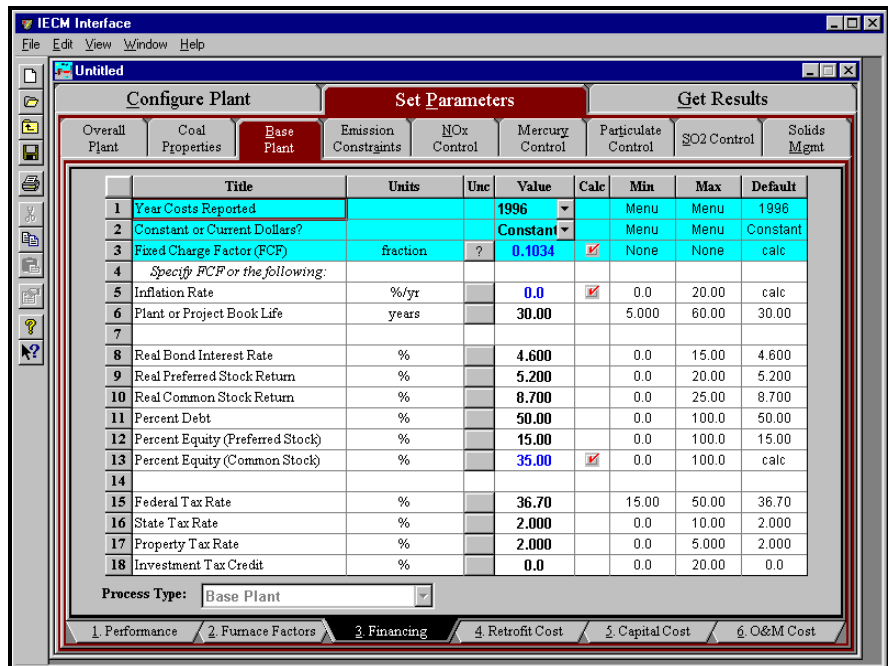 IECM Interface
File Edit View Window Help
Untitled
Configure Plant Set Parameters Get Results
Overall Plant Coal Properties Base Plant Emission Constraints NOx Control Mercury Control Particulate Control SO2 Control Solids Mgmt
Title Units Unc Value Calc Min Max Default
1 Year Costs Reported 1996 Menu Menu 1996
2 Constant or Current Dollars? Constant Menu Menu Constant
3 Fixed Charge Factor (FCF) fraction ? 0.1034 None None calc
4 Specify FCF or the following:
5 Inflation Rate %/yr 0.0 0.0 20.00 calc
6 Plant or Project Book Life years 30.00 5.000 60.00 30.00
7
8 Real Bond Interest Rate % 4.600 0.0 15.00 4.600
9 Real Preferred Stock Return % 5.200 0.0 20.00 5.200
10 Real Common Stock Return % 8.700 0.0 25.00 8.700
11 Percent Debt % 50.00 0.0 100.0 50.00
12 Percent Equity (Preferred Stock) % 15.00 0.0 100.0 15.00
13 Percent Equity (Common Stock) % 35.00 0.0 100.0 calc
14
15 Federal Tax Rate % 36.70 15.00 50.00 36.70
16 State Tax Rate % 2.000 0.0 10.00 2.000
17 Property Tax Rate % 2.000 0.0 5.000 2.000
18 Investment Tax Credit % 0.0 0.0 20.00 0.0
Process Type: Base Plant
1. Performance 2. Furnace Factors 3. Financing 4. Retrofit Cost 5. Capital Cost 6. O&M Cost